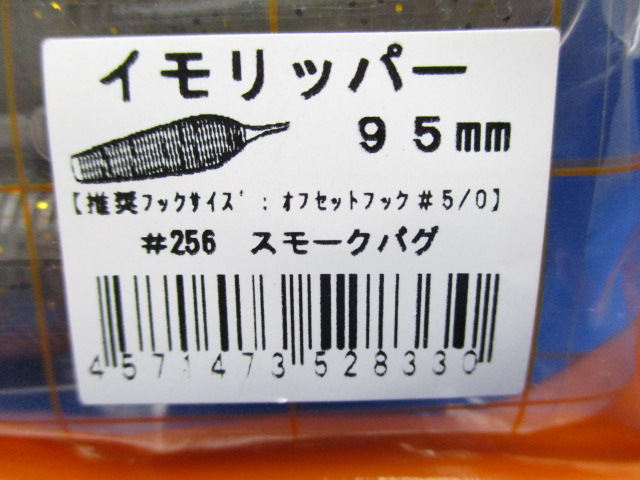 イモリッパー
95mm
【推奨フックサイズ:オフセットフック#5/0】
#256 スモークバグ
4571473528330